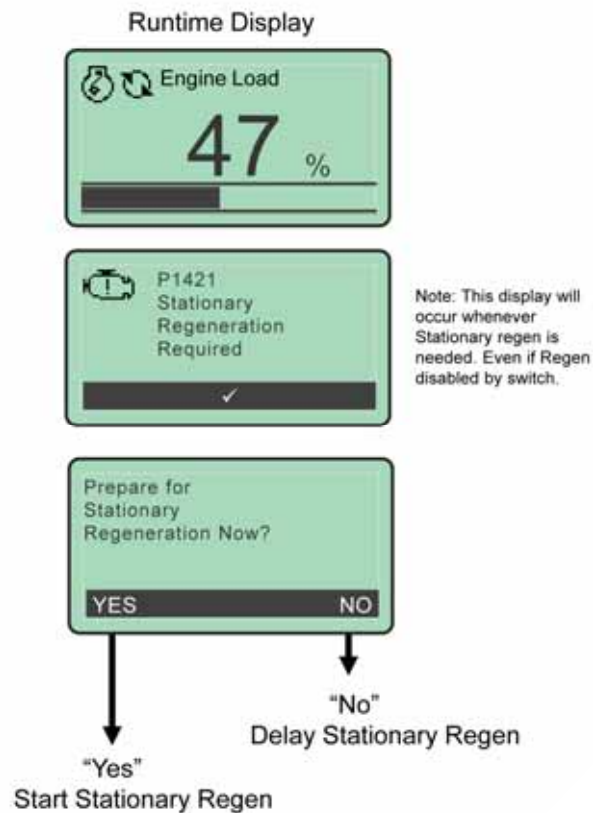 Runtime Display
Engine Load
47 %
P1421
Stationary
Regeneration
Required
✓
Note: This display will
occur whenever
Stationary regen is
needed. Even if Regen
disabled by switch.
Prepare for
Stationary
Regeneration Now?
YES NO
“No”
Delay Stationary Regen
“Yes”
Start Stationary Regen